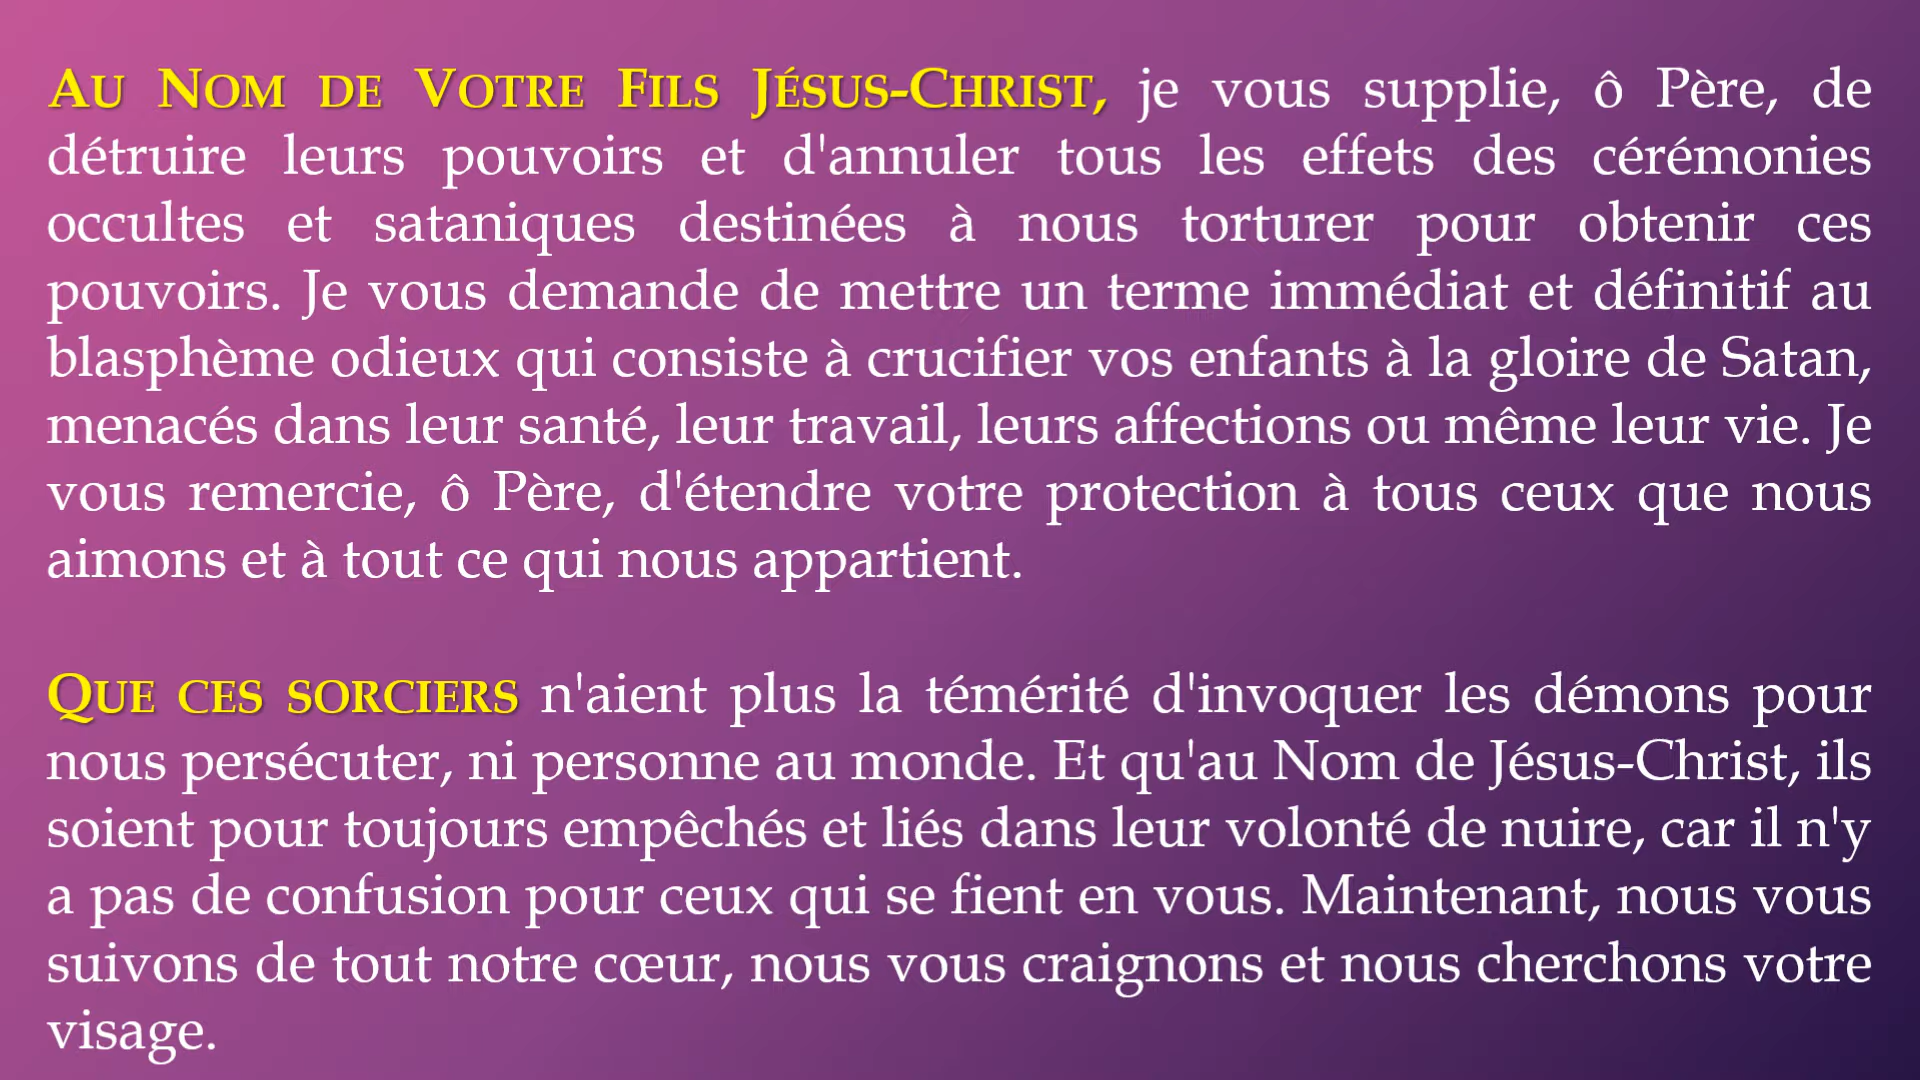 AU NOM DE VOTRE FILS JÉSUS-CHRIST, je vous supplie, ô Père, de
détruire leurs pouvoirs et d'annuler tous les effets des cérémonies
occultes et sataniques destinées à nous torturer pour obtenir ces
pouvoirs. Je vous demande de mettre un terme immédiat et définitif au
blasphème odieux qui consiste à crucifier vos enfants à la gloire de Satan,
menacés dans leur santé, leur travail, leurs affections ou même leur vie. Je
vous remercie, ô Père, d'étendre votre protection à tous ceux que nous
aimons et à tout ce qui nous appartient.
QUE CES SORCIERS n'aient plus la témérité d'invoquer les démons pour
nous persécuter, ni personne au monde. Et qu'au Nom de Jésus-Christ, ils
soient pour toujours empêchés et liés dans leur volonté de nuire, car il n'y
a pas de confusion pour ceux qui se fient en vous. Maintenant, nous vous
suivons de tout notre cœur, nous vous craignons et nous cherchons votre
visage.